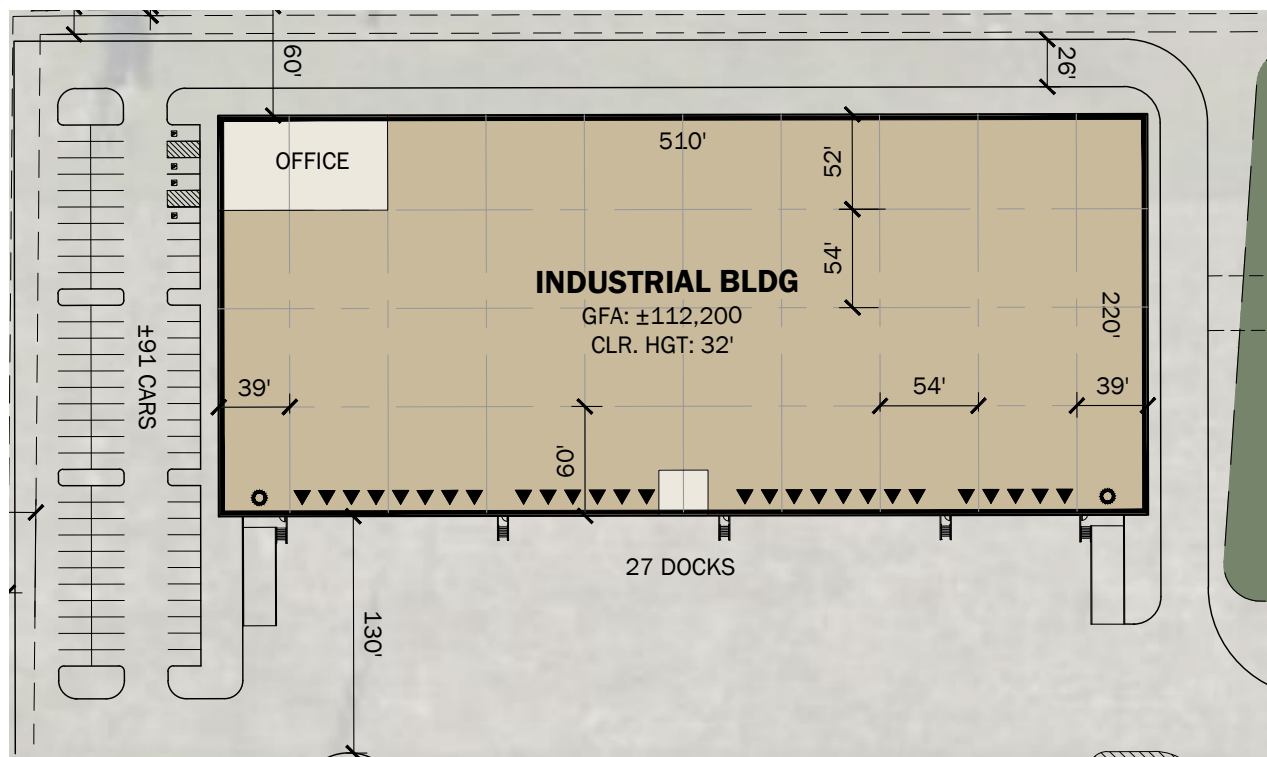 60'
26'
OFFICE
510'
52'
54'
INDUSTRIAL BLDG
GFA: ±112,200
CLR. HGT: 32'
220'
±91 CARS
39'
54'
39'
60'
27 DOCKS
130'